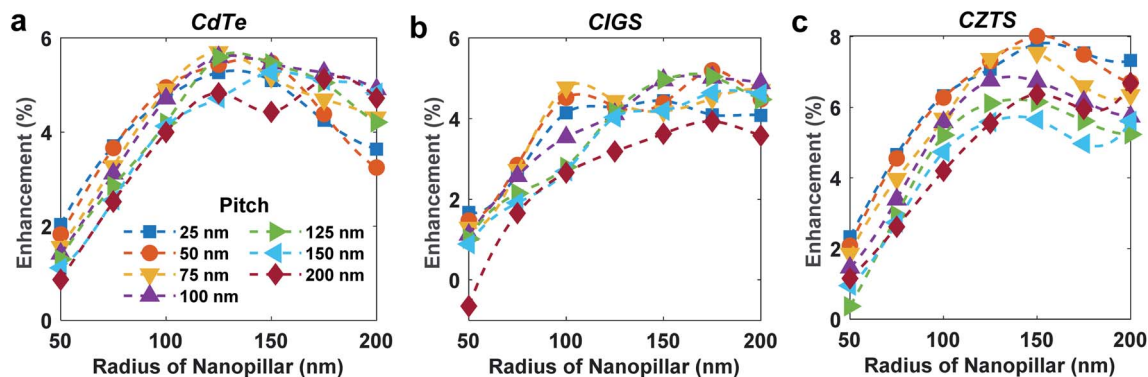 a CdTe
b CIGS
c CZTS
Enhancement (%)
6
4
2
0
Pitch
25 nm
50 nm
75 nm
100 nm
125 nm
150 nm
200 nm
50 100 150 200
Radius of Nanopillar (nm)
Enhancement (%)
6
4
2
0
50 100 150 200
Radius of Nanopillar (nm)
Enhancement (%)
8
6
4
2
0
50 100 150 200
Radius of Nanopillar (nm)